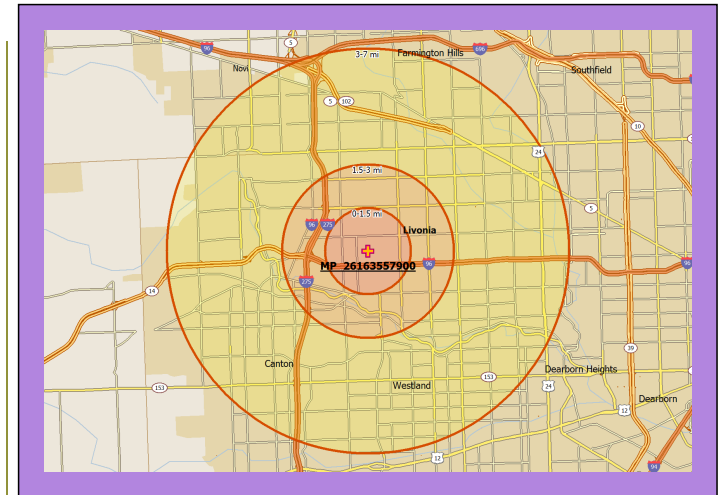 5
96
696
Farmington Hills
3-7 mi
Novi
Southfield
5
102
10
24
1.5-3 mi
5
0-1.5 mi
96
275
Livonia
MP_26163557900
96
96
275
14
39
Canton
Dearborn Heights
153
153
24
Westland
Dearborn
12
12
94